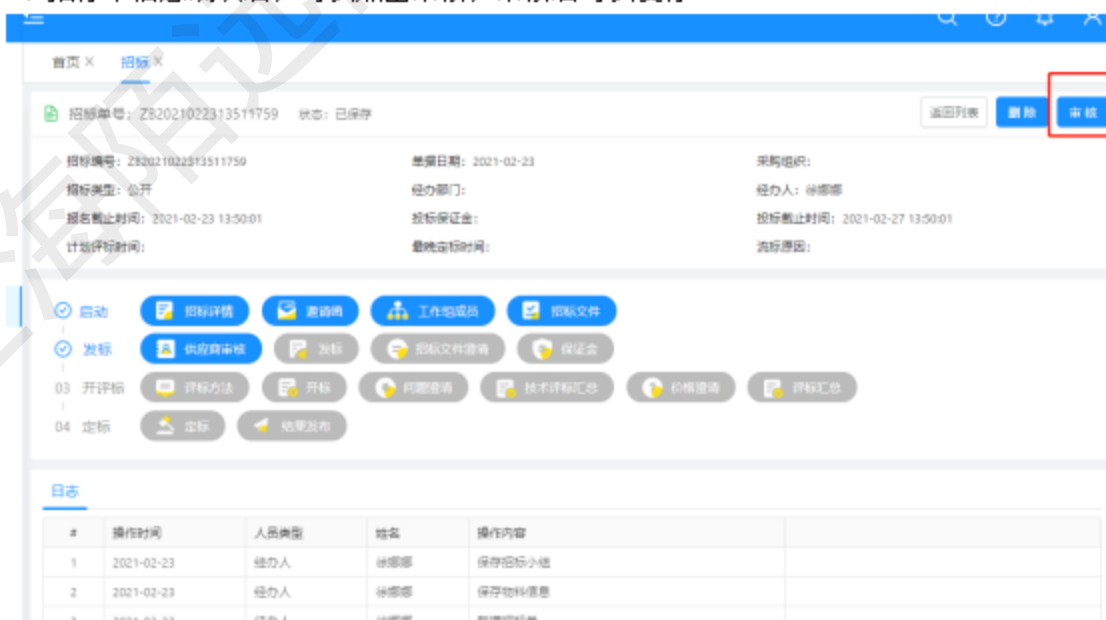 首页 × 招标 ×
招标单号: ZB2021022313511759 状态: 已保存 返回列表 删除 审核
招标编号: ZB2021022313511759 单据日期: 2021-02-23 采购组织:
招标类型: 公开 经办部门: 经办人: 徐娜娜
报名截止时间: 2021-02-23 13:50:01 投标保证金: 投标截止时间: 2021-02-27 13:50:01
计划评标时间: 最晚定标时间: 流标原因:
启动 招标详情 邀请函 工作组成员 招标文件
发标 供应商审核 发标 招标文件澄清 保证金
03 开评标 评标方法 开标 问题澄清 技术评标汇总 价格澄清 评标汇总
04 定标 定标 结果发布
日志
# 操作时间 人员类型 姓名 操作内容
1 2021-02-23 经办人 徐娜娜 保存招标小组
2 2021-02-23 经办人 徐娜娜 保存物料信息